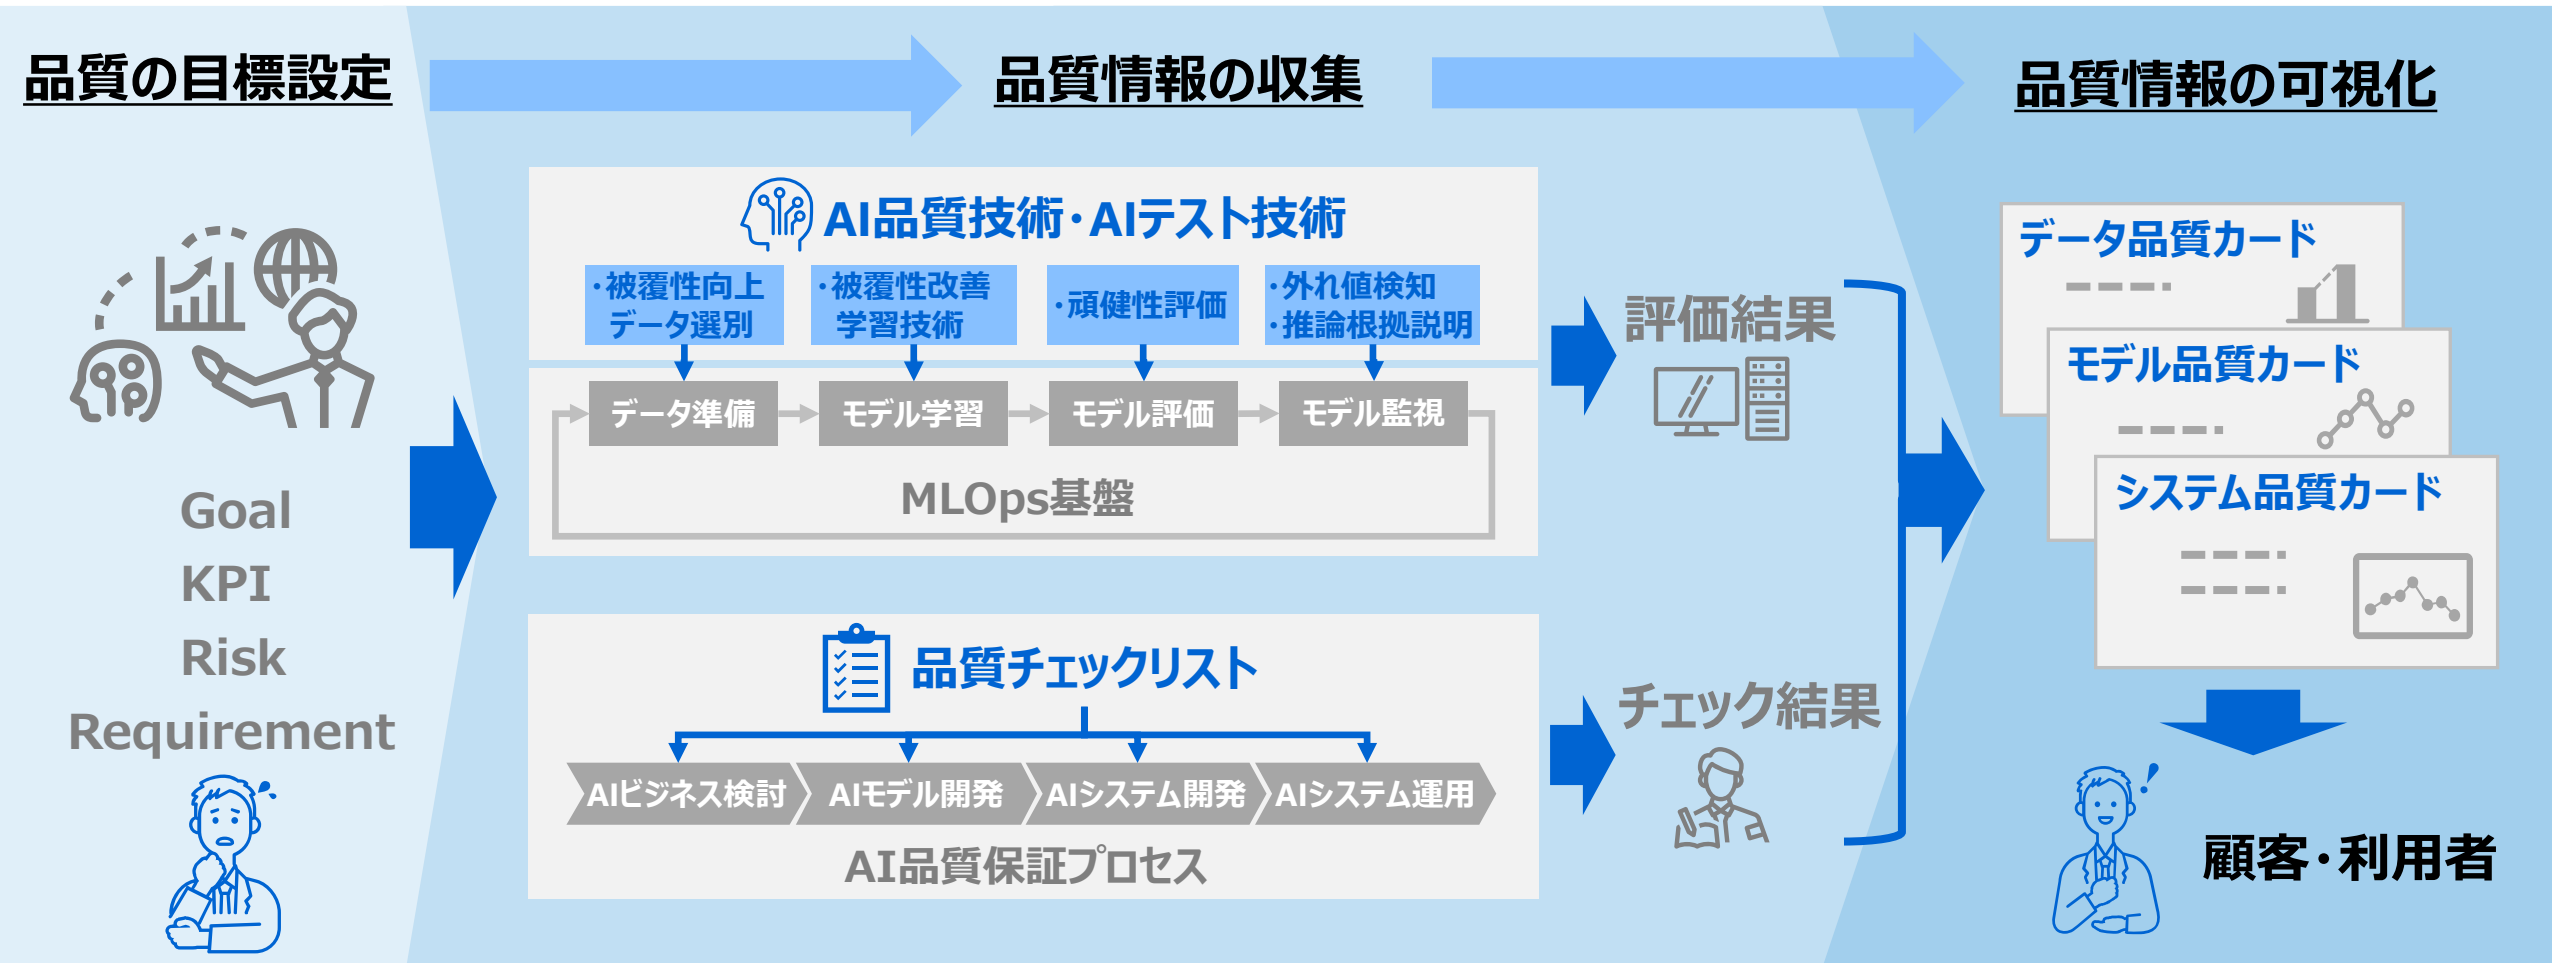 品質の目標設定
品質情報の収集
品質情報の可視化
Goal
KPI
Risk
Requirement
AI品質技術・AIテスト技術
・被覆性向上
データ選別
・被覆性改善
学習技術
・頑健性評価
・外れ値検知
・推論根拠説明
データ準備
モデル学習
モデル評価
モデル監視
MLOps基盤
品質チェックリスト
AIビジネス検討
AIモデル開発
AIシステム開発
AIシステム運用
AI品質保証プロセス
評価結果
チェック結果
データ品質カード
モデル品質カード
システム品質カード
顧客・利用者